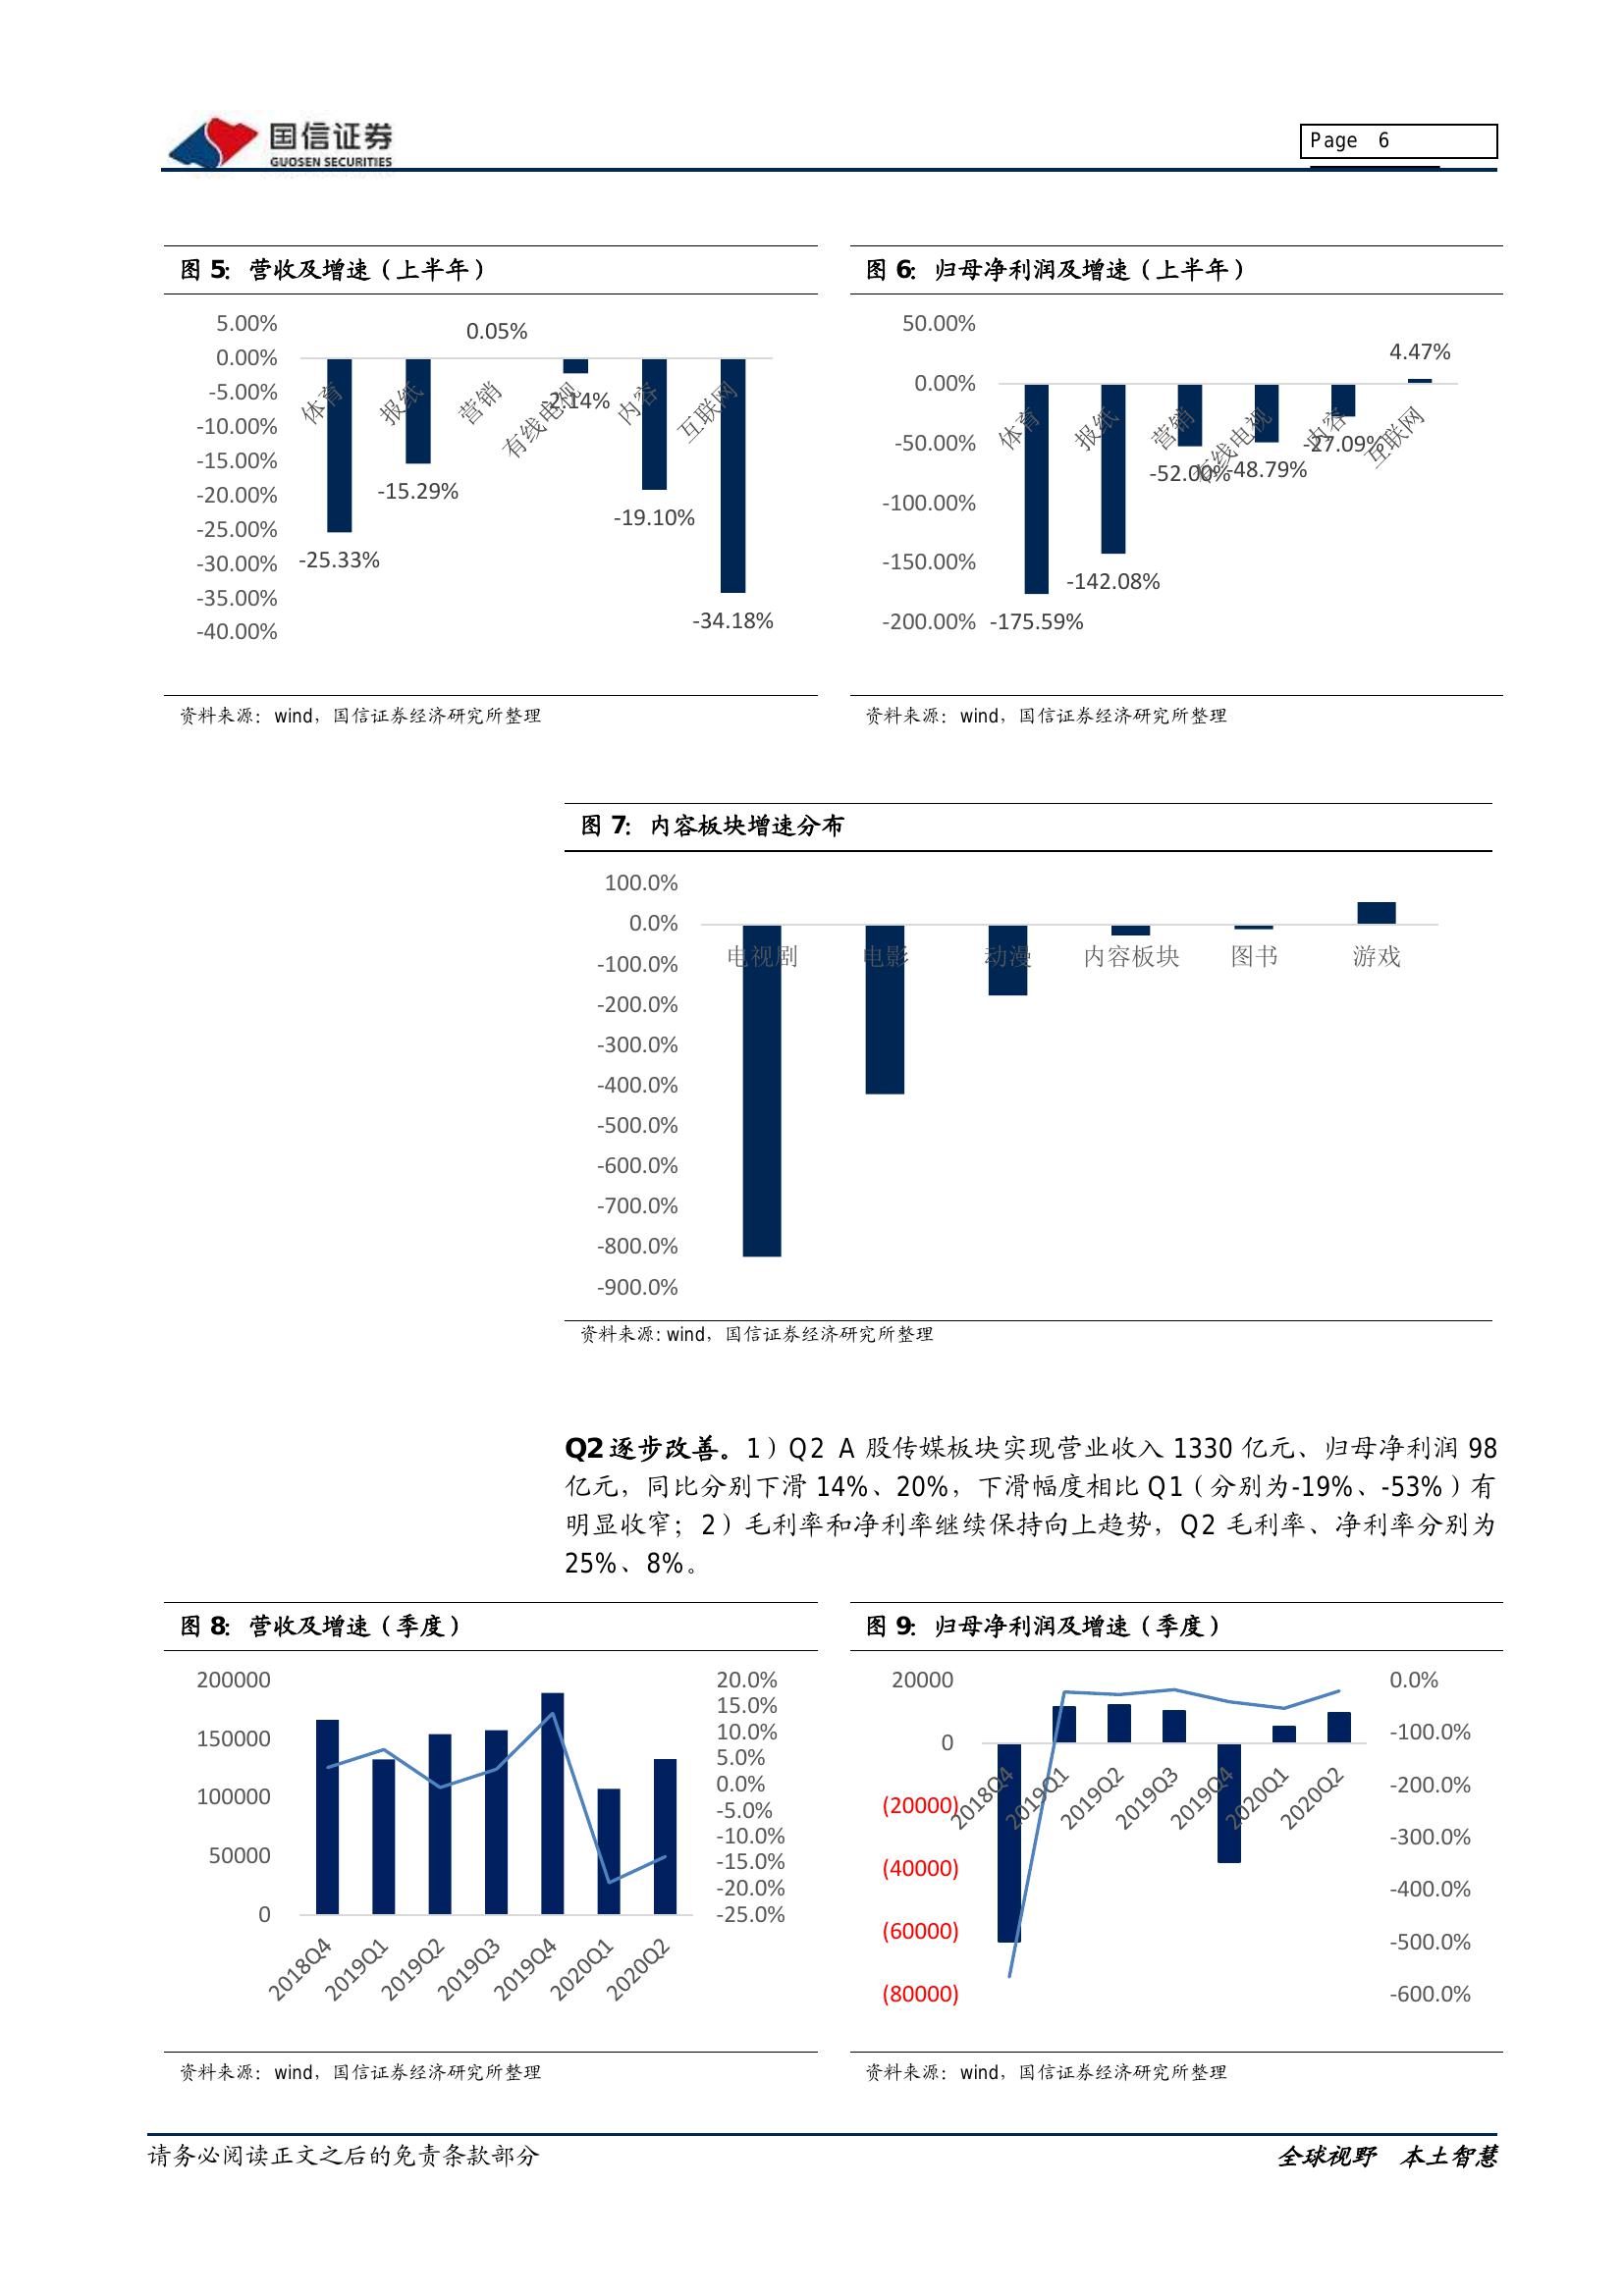 国信证券
GUOSEN SECURITIES
Page 6
图 5：营收及增速（上半年）
5.00%
0.00%
-5.00%
-10.00%
-15.00%
-20.00%
-25.00%
-30.00%
-35.00%
-40.00%
0.05%
-2.14%
-15.29%
-19.10%
-25.33%
-34.18%
体育 报纸 营销 有线电视 内容 互联网
资料来源：wind，国信证券经济研究所整理
图 6：归母净利润及增速（上半年）
50.00%
0.00%
-50.00%
-100.00%
-150.00%
-200.00%
4.47%
-27.09%
-52.00%
-48.79%
-142.08%
-175.59%
体育 报纸 营销 有线电视 内容 互联网
资料来源：wind，国信证券经济研究所整理
图 7：内容板块增速分布
100.0%
0.0%
-100.0%
-200.0%
-300.0%
-400.0%
-500.0%
-600.0%
-700.0%
-800.0%
-900.0%
电视剧 电影 动漫 内容板块 图书 游戏
资料来源: wind，国信证券经济研究所整理
Q2 逐步改善。1）Q2 A 股传媒板块实现营业收入 1330 亿元、归母净利润 98
亿元，同比分别下滑 14%、20%，下滑幅度相比 Q1（分别为-19%、-53%）有
明显收窄；2）毛利率和净利率继续保持向上趋势，Q2 毛利率、净利率分别为
25%、8%。
图 8：营收及增速（季度）
200000
150000
100000
50000
0
20.0%
15.0%
10.0%
5.0%
0.0%
-5.0%
-10.0%
-15.0%
-20.0%
-25.0%
2018Q4 2019Q1 2019Q2 2019Q3 2019Q4 2020Q1 2020Q2
资料来源：wind，国信证券经济研究所整理
图 9：归母净利润及增速（季度）
20000
0
(20000)
(40000)
(60000)
(80000)
0.0%
-100.0%
-200.0%
-300.0%
-400.0%
-500.0%
-600.0%
2018Q4 2019Q1 2019Q2 2019Q3 2019Q4 2020Q1 2020Q2
资料来源：wind，国信证券经济研究所整理
请务必阅读正文之后的免责条款部分
全球视野 本土智慧